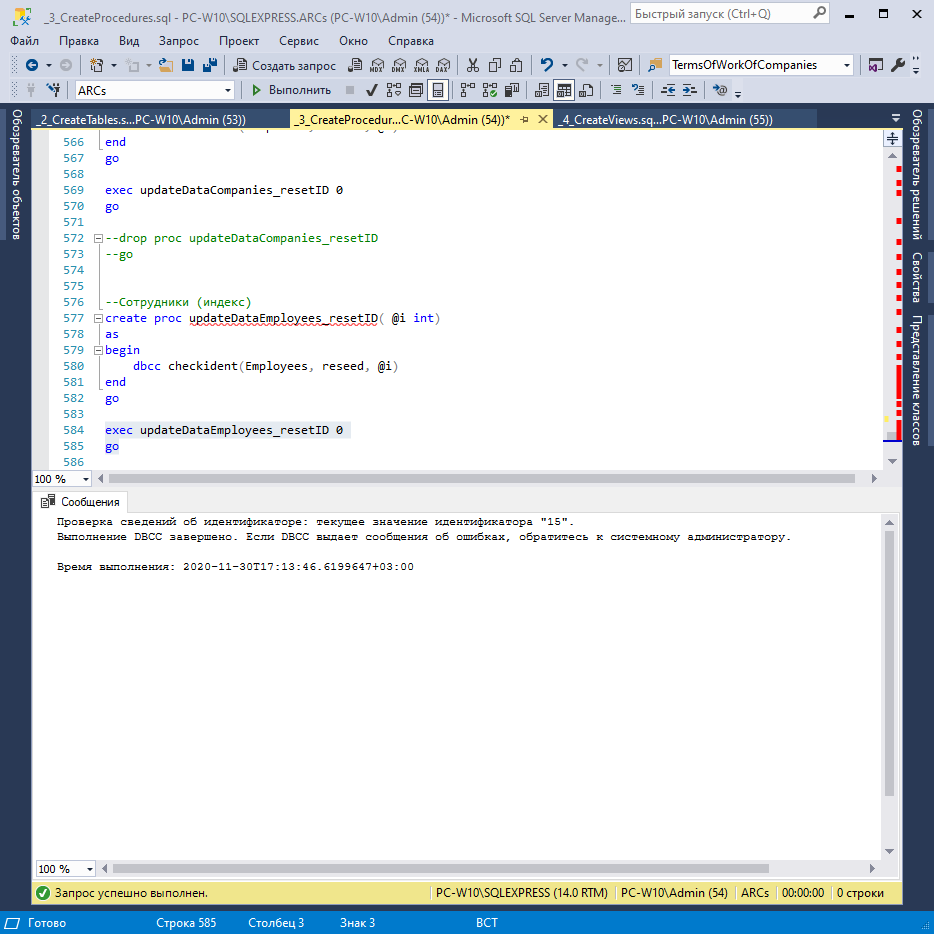 _3_CreateProcedures.sql - PC-W10\SQLEXPRESS.ARCs (PC-W10\Admin (54))* - Microsoft SQL Server Manage...
Быстрый запуск (Ctrl+Q)
Файл Правка Вид Запрос Проект Сервис Окно Справка
Создать запрос MDX DMX XMLA DAX TermsOfWorkOfCompanies
ARCs Выполнить
_2_CreateTables.s...PC-W10\Admin (53)) _3_CreateProcedur...C-W10\Admin (54))* _4_CreateViews.sq...PC-W10\Admin (55))
Обозреватель объектов
Обозреватель решений
Свойства
Представление классов
566 end
567 go
568
569 exec updateDataCompanies_resetID 0
570 go
571
572 --drop proc updateDataCompanies_resetID
573 --go
574
575
576 --Сотрудники (индекс)
577 create proc updateDataEmployees_resetID( @i int)
578 as
579 begin
580 dbcc checkident(Employees, reseed, @i)
581 end
582 go
583
584 exec updateDataEmployees_resetID 0
585 go
586
100 %
Сообщения
Проверка сведений об идентификаторе: текущее значение идентификатора "15".
Выполнение DBCC завершено. Если DBCC выдает сообщения об ошибках, обратитесь к системному администратору.
Время выполнения: 2020-11-30T17:13:46.6199647+03:00
100 %
Запрос успешно выполнен. PC-W10\SQLEXPRESS (14.0 RTM) PC-W10\Admin (54) ARCs 00:00:00 0 строки
Готово Строка 585 Столбец 3 Знак 3 ВСТ